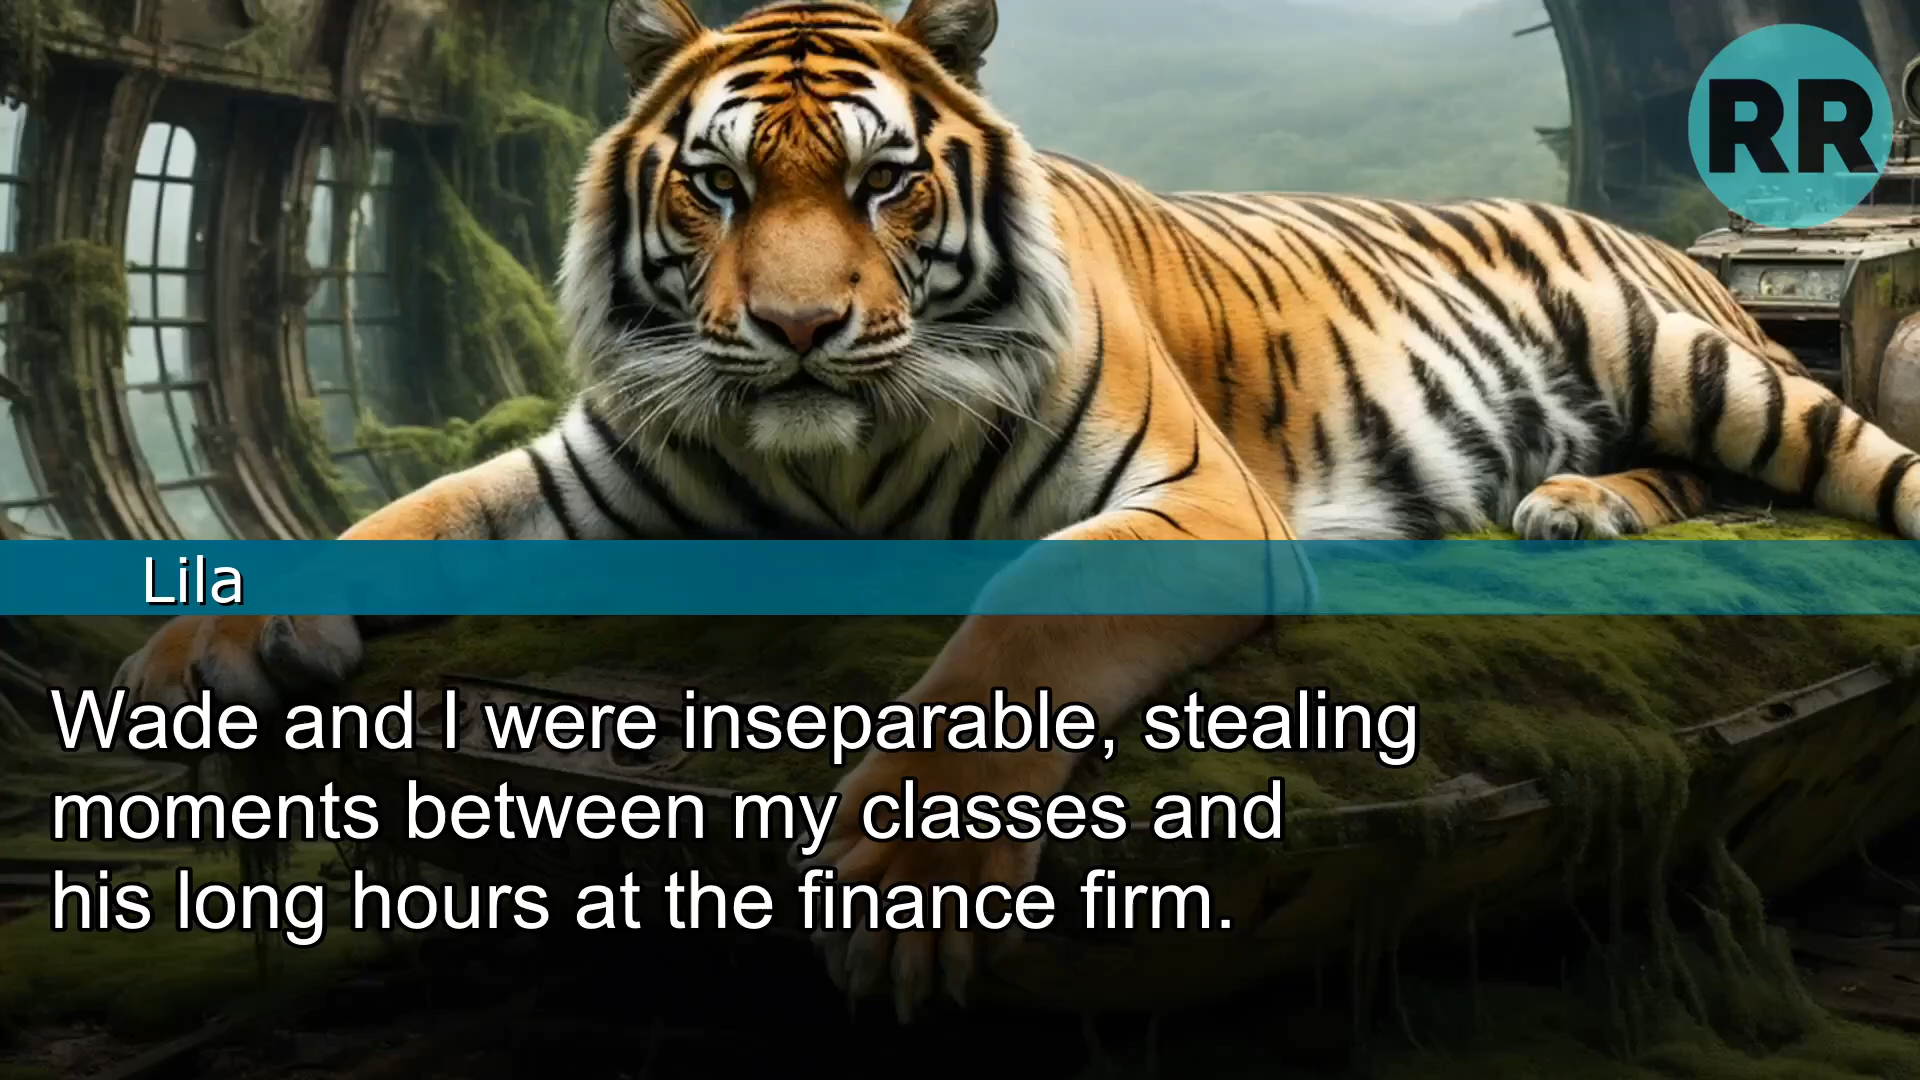 RR
Lila
Wade and I were inseparable, stealing
moments between my classes and
his long hours at the finance firm.